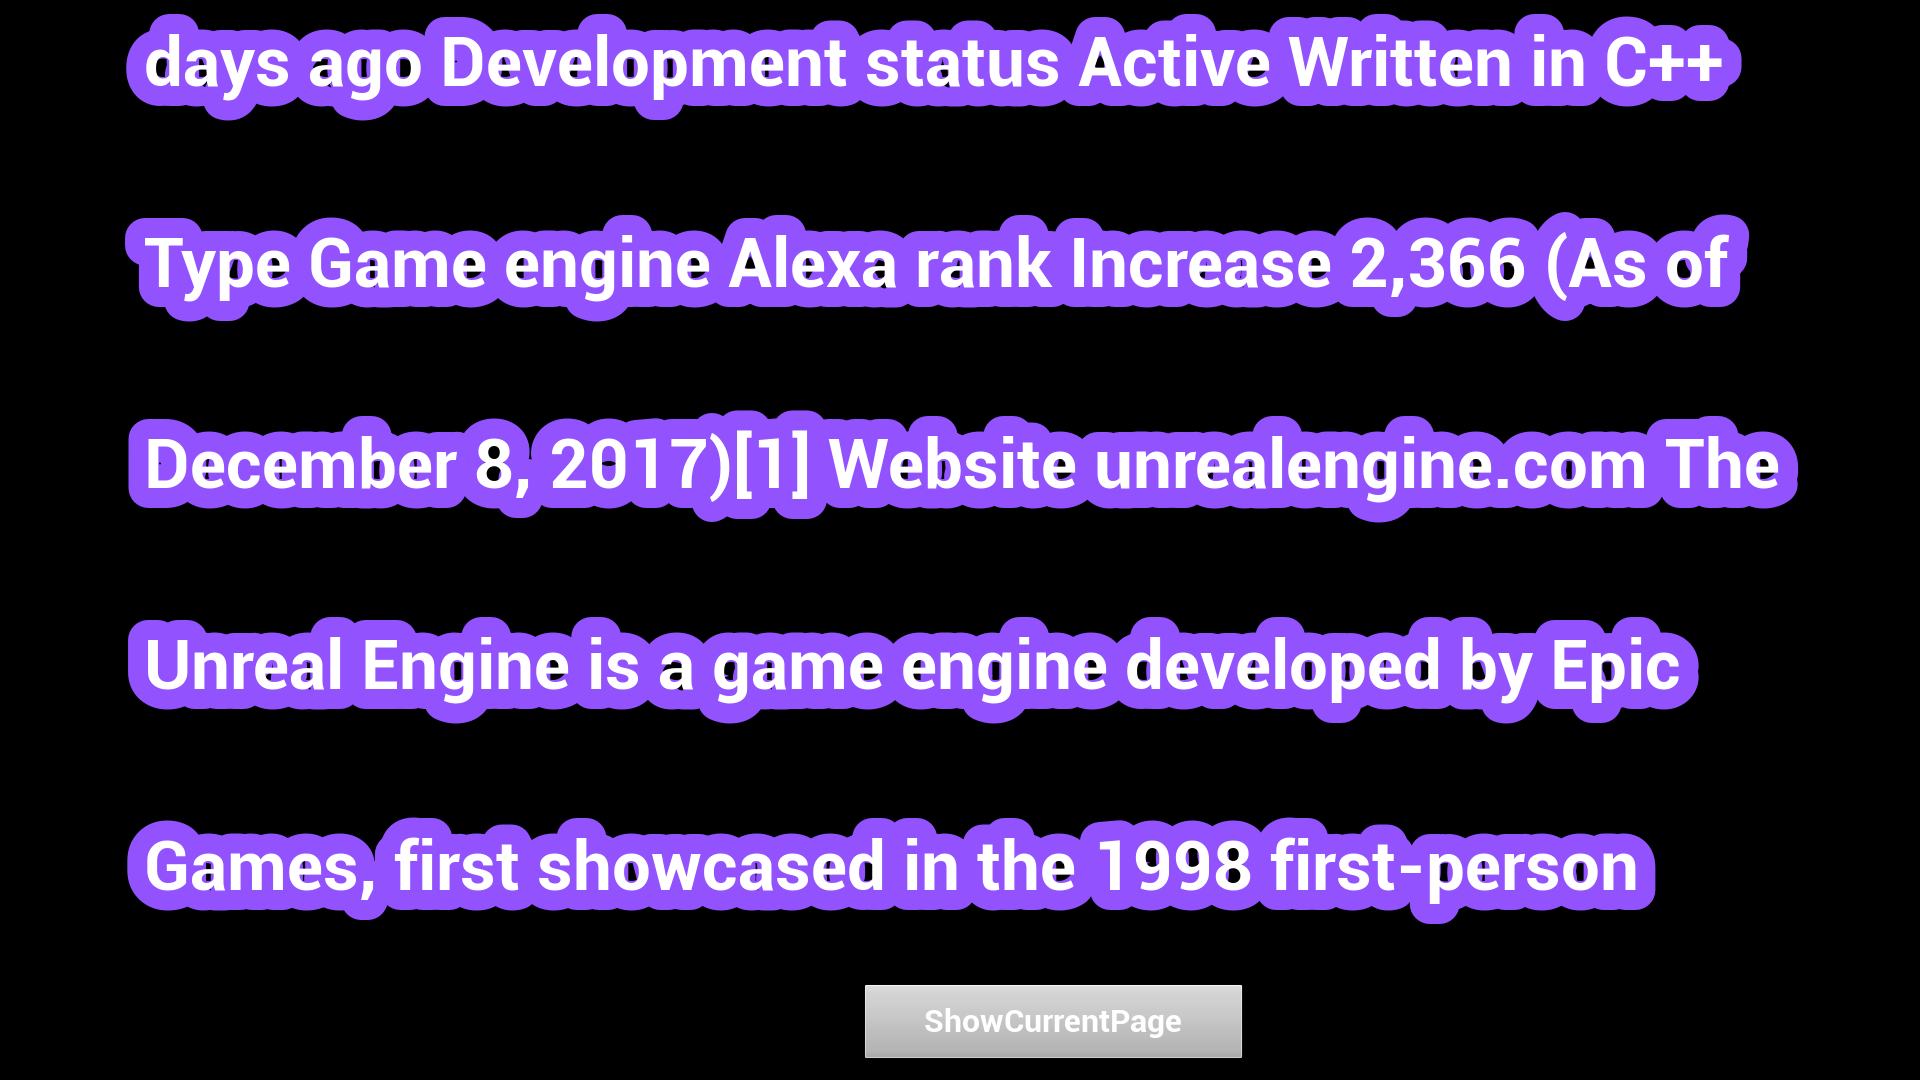 days ago Development status Active Written in C++
Type Game engine Alexa rank Increase 2,366 (As of
December 8, 2017)[1] Website unrealengine.com The
Unreal Engine is a game engine developed by Epic
Games, first showcased in the 1998 first-person
ShowCurrentPage